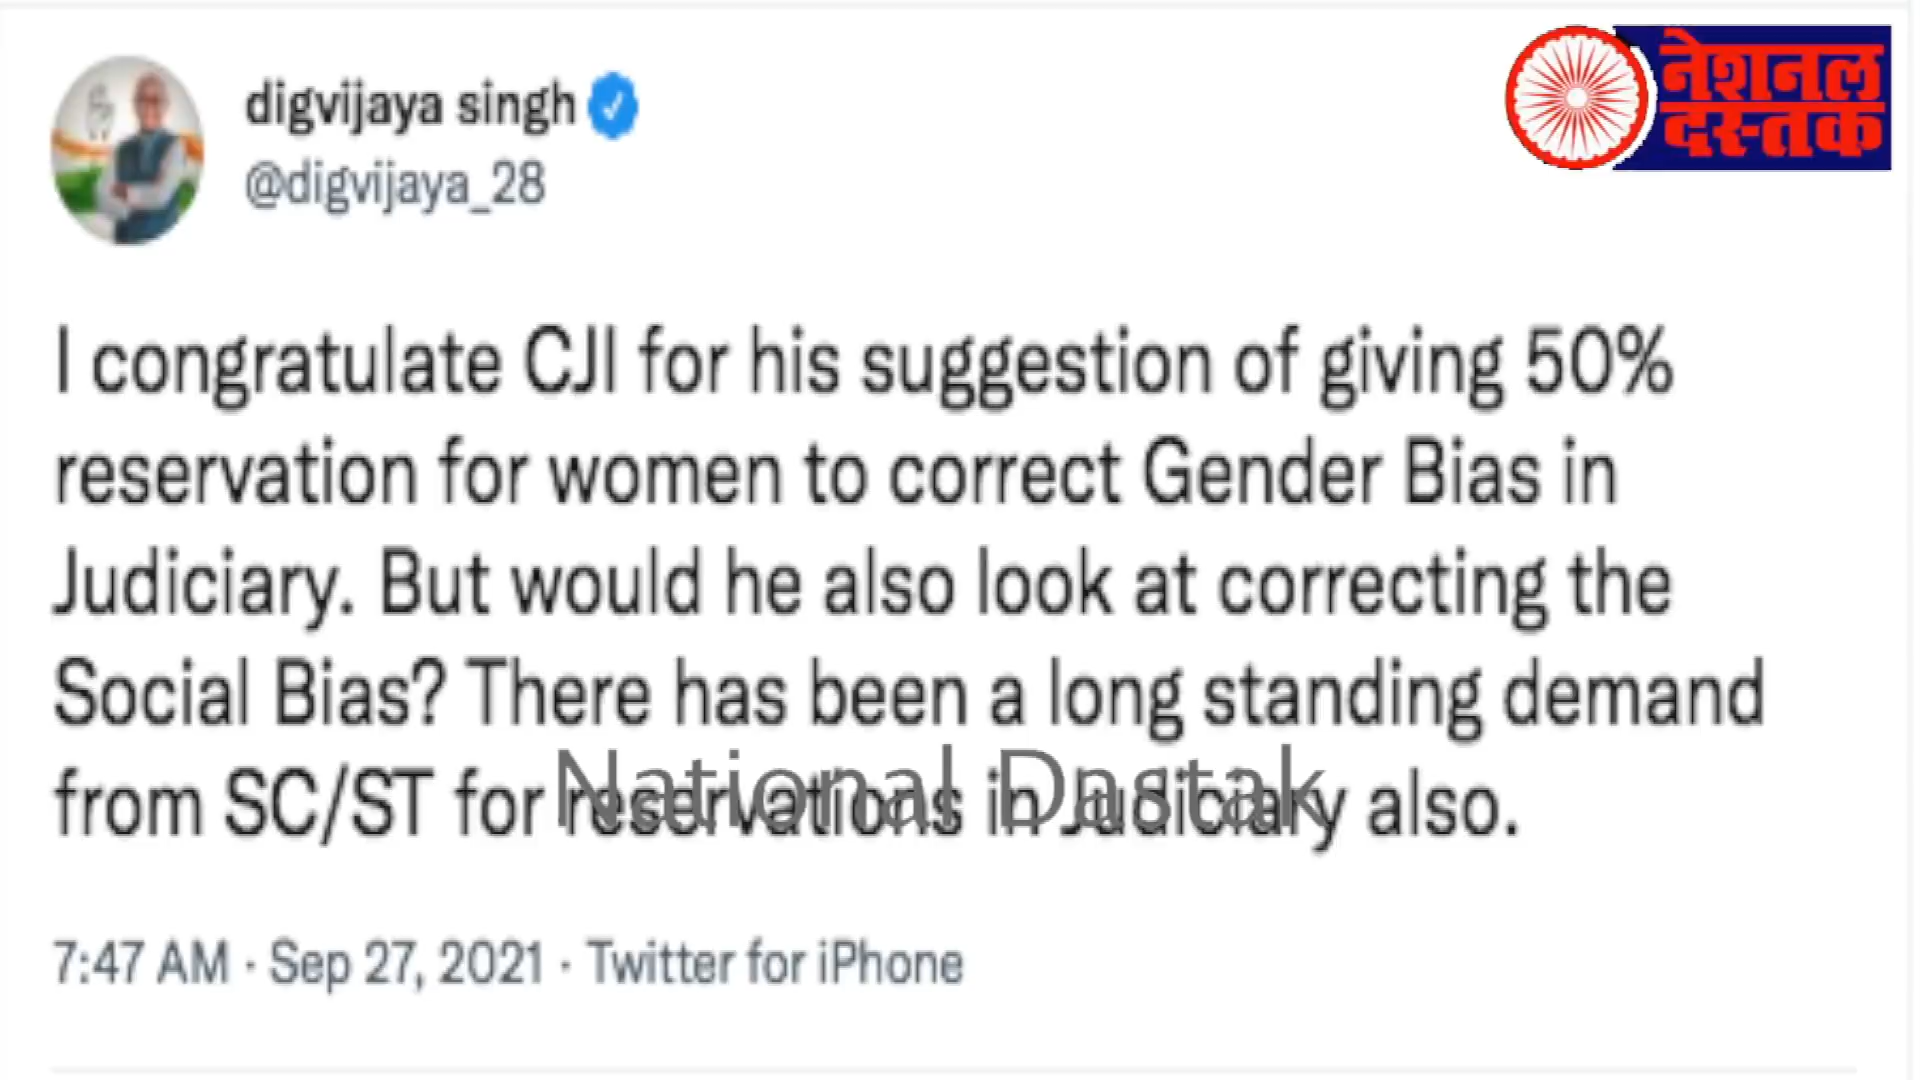 digvijaya singh
@digvijaya_28
नेशनल
दस्तक
I congratulate CJI for his suggestion of giving 50%
reservation for women to correct Gender Bias in
Judiciary. But would he also look at correcting the
Social Bias? There has been a long standing demand
from SC/ST for reservations in Judiciary also.
National Dastak
7:47 AM · Sep 27, 2021 · Twitter for iPhone